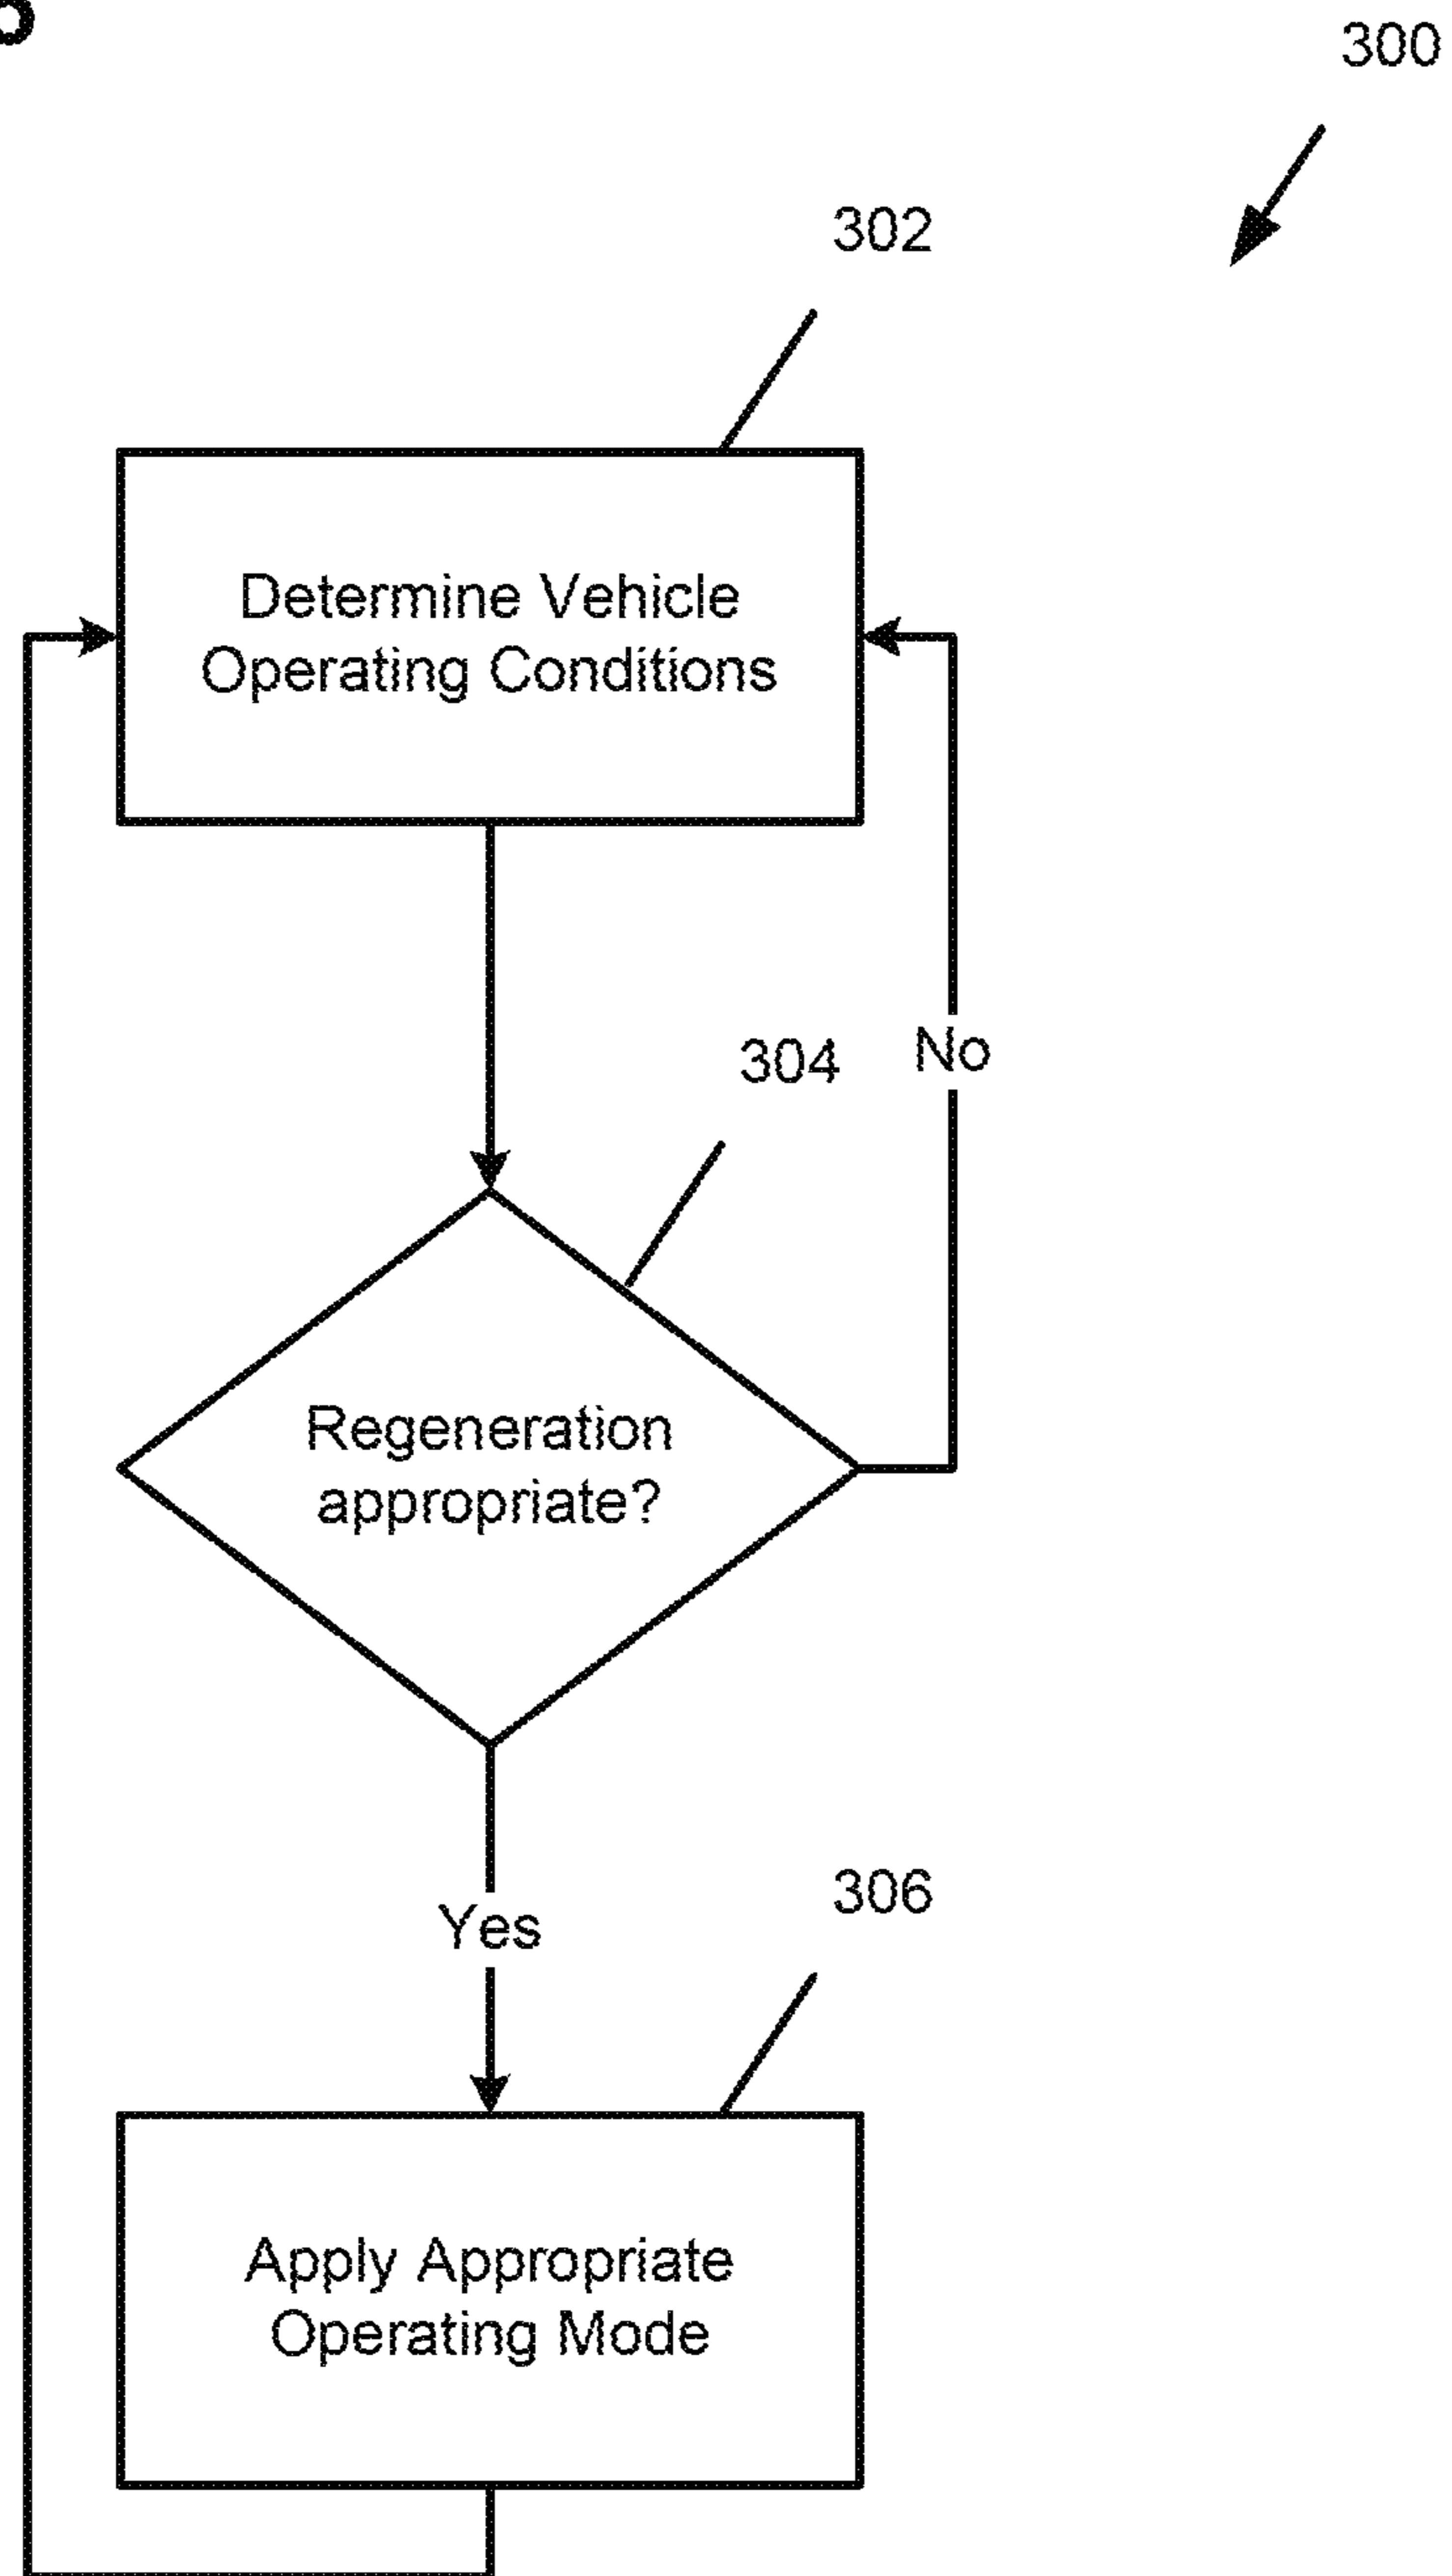 300
302
Determine Vehicle
Operating Conditions
304
No
Regeneration
appropriate?
Yes
306
Apply Appropriate
Operating Mode